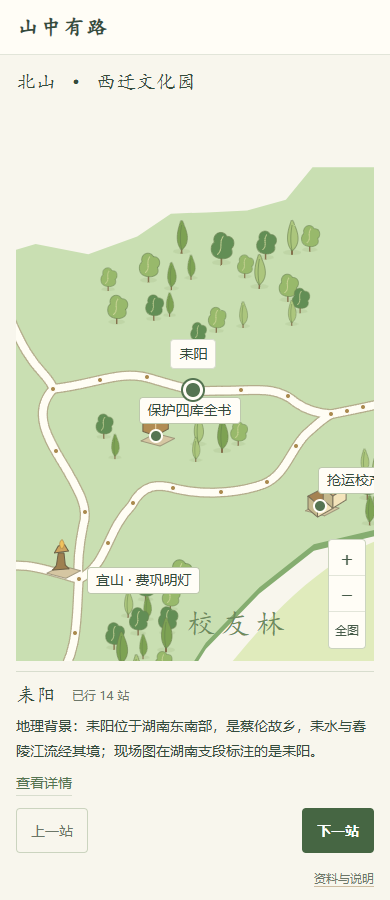 山中有路
北山 • 西迁文化园
耒阳
保护四库全书
抢运校产
宜山·费巩明灯
校友林
+
−
全图
耒阳 已行 14 站
地理背景：耒阳位于湖南东南部，是蔡伦故乡，耒水与舂
陵江流经其境；现场图在湖南支段标注的是耒阳。
查看详情
上一站
下一站
资料与说明